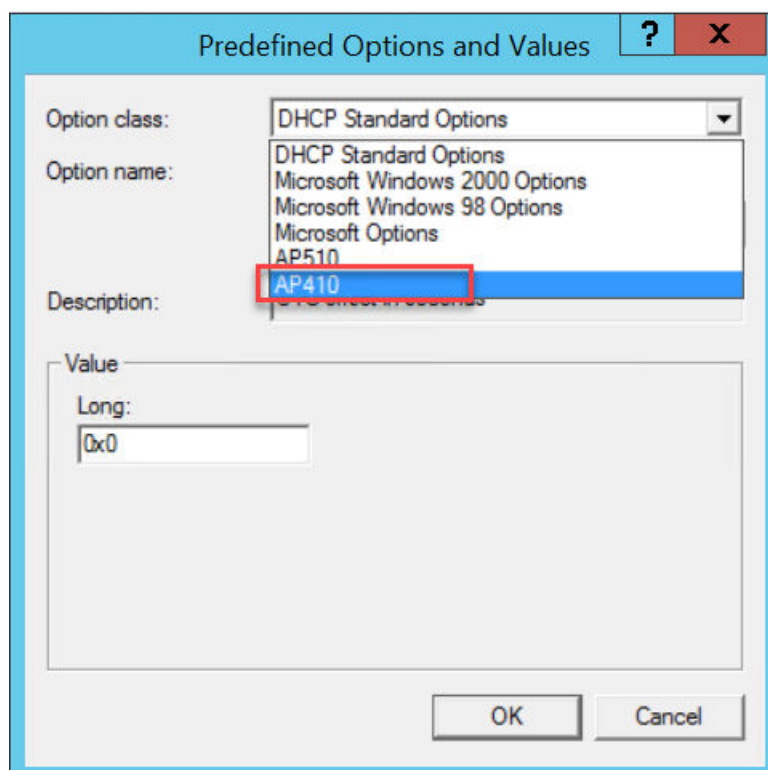 Predefined Options and Values
? X
Option class:
DHCP Standard Options
Option name:
DHCP Standard Options
Microsoft Windows 2000 Options
Microsoft Windows 98 Options
Microsoft Options
AP510
AP410
Description:
Value
Long:
0x0
OK
Cancel